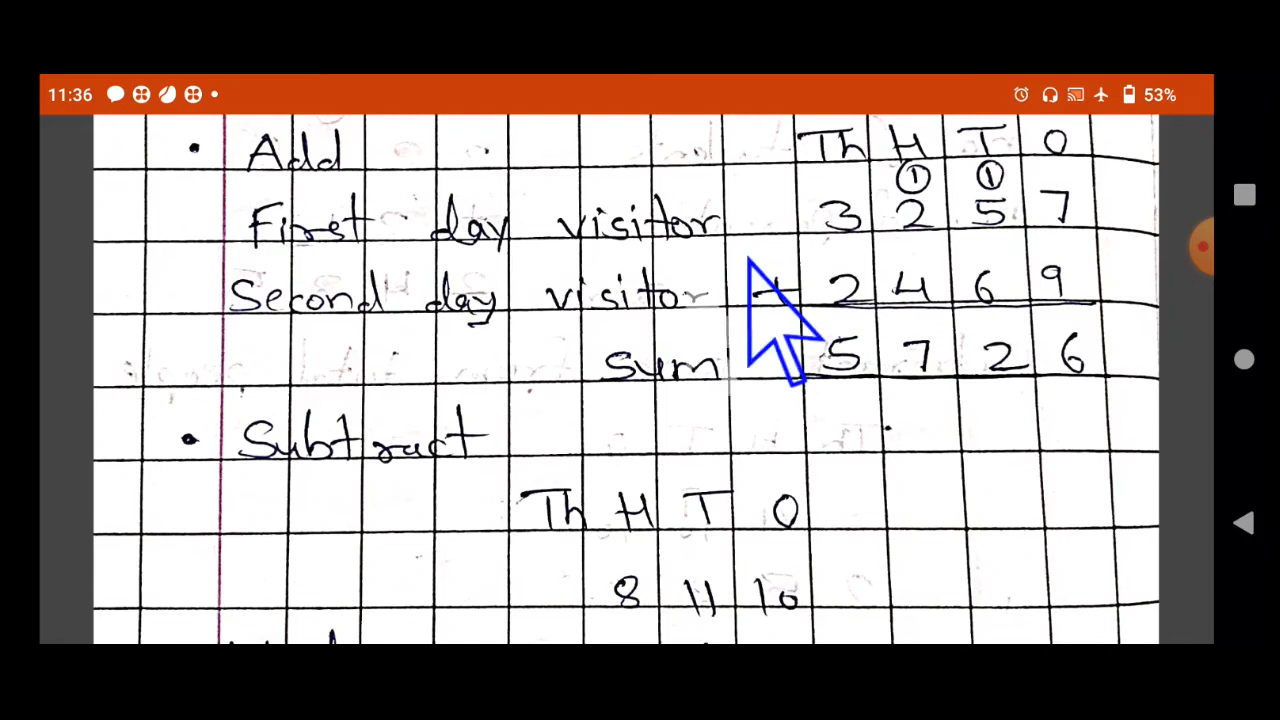 11:36 53%
• Add Th H T O
1 1
First day visitor 3 2 5 7
Second day visitor + 2 4 6 9
Sum 5 7 2 6
• Subtract
Th H T O
8 11 10